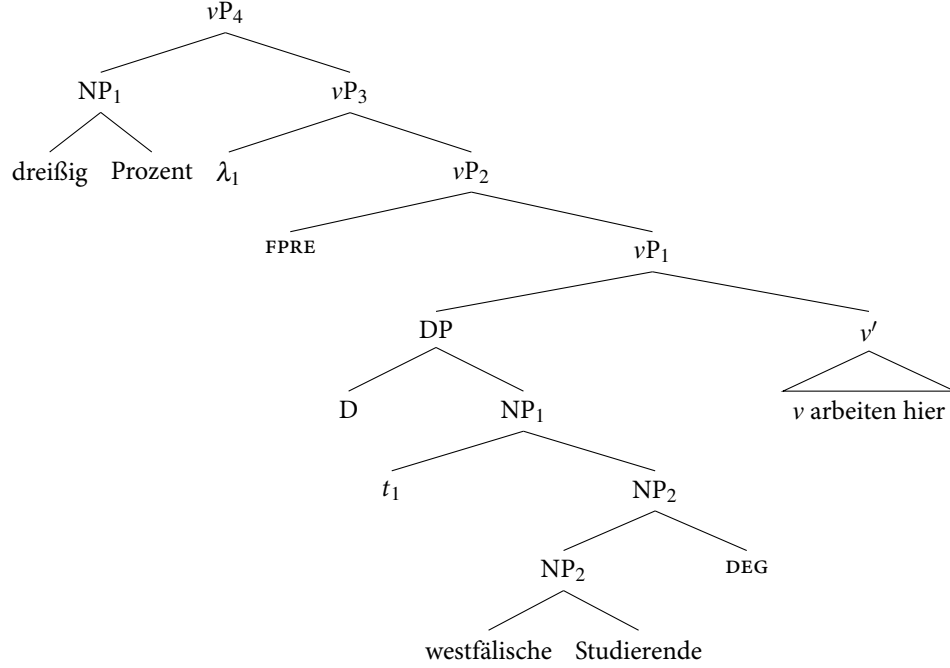 vP₄
NP₁ vP₃
dreißig Prozent λ₁ vP₂
FPRE vP₁
DP v′
D NP₁ v arbeiten hier
t₁ NP₂
NP₂ DEG
westfälische Studierende